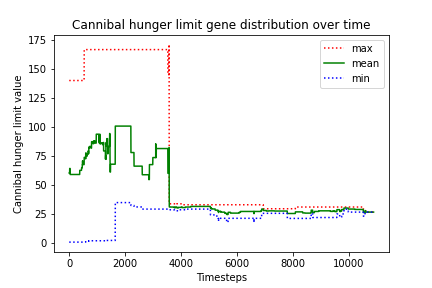 Cannibal hunger limit gene distribution over time
175
150
125
100
75
50
25
0
Cannibal hunger limit value
max
mean
min
0
2000
4000
6000
8000
10000
Timesteps